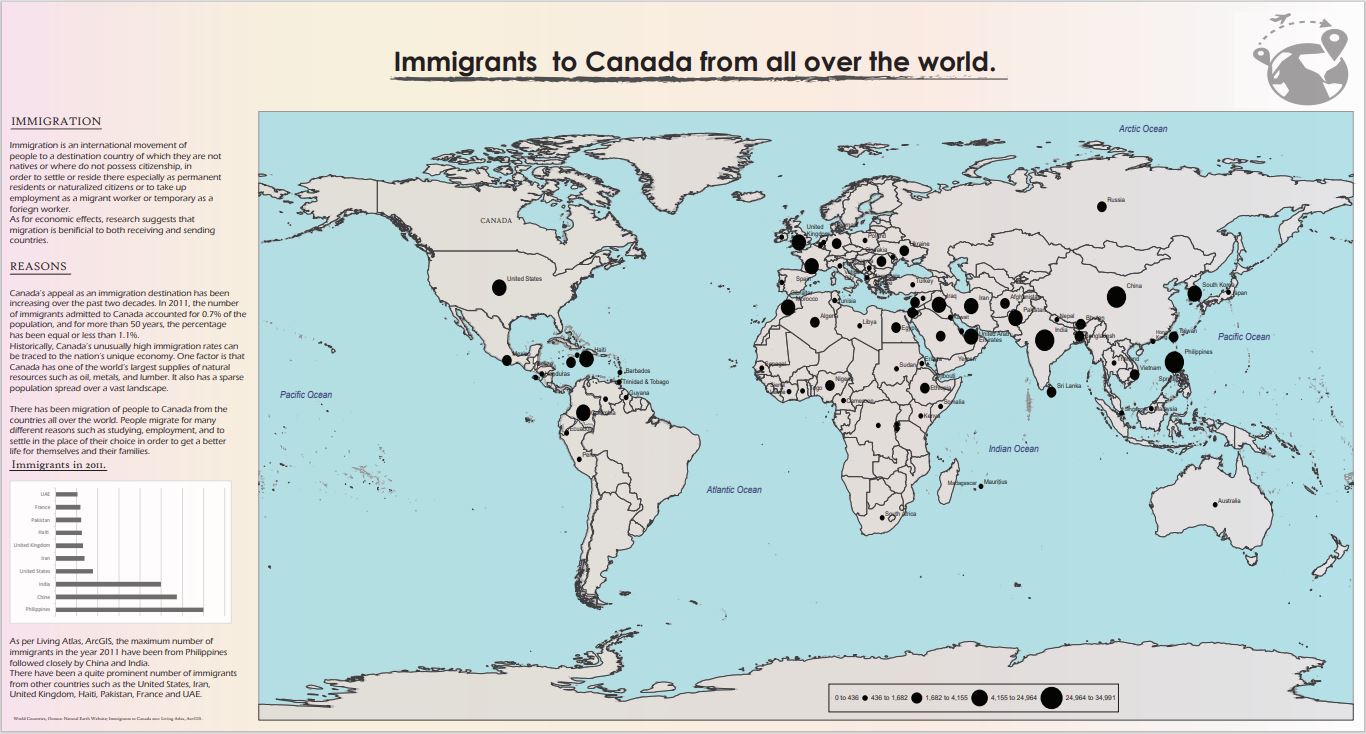 Immigrants to Canada from all over the world.
IMMIGRATION
Immigration is an international movement of
people to a destination country of which they are not
natives or where do not possess citizenship, in
order to settle or reside there especially as permanent
residents or naturalized citizens or to take up
employment as a migrant worker or temporary as a
foriegn worker.
As for economic effects, research suggests that
migration is benificial to both receiving and sending
countries.
REASONS
Canada's appeal as an immigration destination has been
increasing over the past two decades. In 2011, the number
of immigrants admitted to Canada accounted for 0.7% of the
population, and for more than 50 years, the percentage
has been equal or less than 1.1%.
Historically, Canada's unusually high immigration rates can
be traced to the nation's unique economy. One factor is that
Canada has one of the world's largest supplies of natural
resources such as oil, metals, and lumber. It also has a sparse
population spread over a vast landscape.
There has been migration of people to Canada from the
countries all over the world. People migrate for many
different reasons such as studying, employment, and to
settle in the place of their choice in order to get a better
life for themselves and their families.
Immigrants in 2011.
UAE
France
Pakistan
Haiti
United Kingdom
Iran
United States
India
China
Philippines
As per Living Atlas, ArcGIS, the maximum number of
immigrants in the year 2011 have been from Philippines
followed closely by China and India.
There have been a quite prominent number of immigrants
from other countries such as the United States, Iran,
United Kingdom, Haiti, Pakistan, France and UAE.
World Countries, Oceans: Natural Earth Website; Immigrants to Canada 2011: Living Atlas, ArcGIS.
Arctic Ocean
Russia
CANADA
United
Kingdom
Poland
Ukraine
United States
Spain
Turkey
China
South Korea
Japan
Morocco
Tunisia
Iraq
Iran
Afghanistan
Pakistan
Algeria
Libya
Egypt
Kuwait
Nepal
Bhutan
India
Bangladesh
Taiwan
Pacific Ocean
United Arab
Emirates
Haiti
Philippines
Yemen
Sudan
Senegal
Barbados
Trinidad & Tobago
Guyana
Vietnam
Sri Lanka
Pacific Ocean
Cameroon
Somalia
Kenya
Colombia
Ecuador
Peru
Indian Ocean
Atlantic Ocean
Madagascar
Mauritius
Australia
South Africa
0 to 436
436 to 1,682
1,682 to 4,155
4,155 to 24,964
24,964 to 34,991